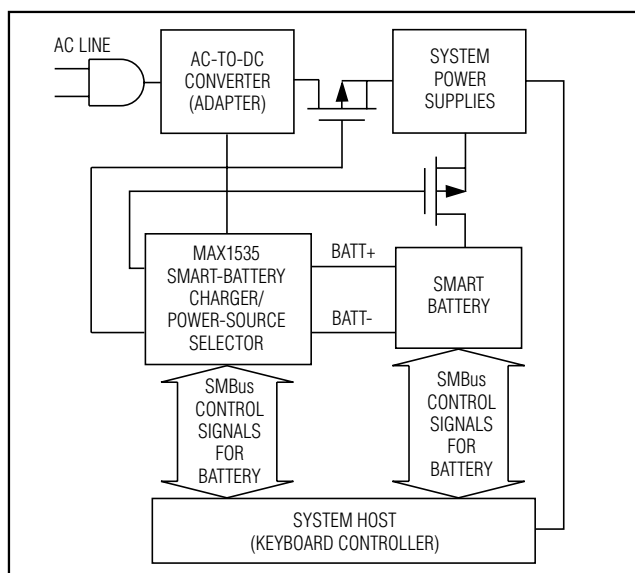 AC LINE
AC-TO-DC
CONVERTER
(ADAPTER)
SYSTEM
POWER
SUPPLIES
MAX1535
SMART-BATTERY
CHARGER/
POWER-SOURCE
SELECTOR
BATT+
BATT-
SMART
BATTERY
SMBus
CONTROL
SIGNALS
FOR
BATTERY
SMBus
CONTROL
SIGNALS
FOR
BATTERY
SYSTEM HOST
(KEYBOARD CONTROLLER)